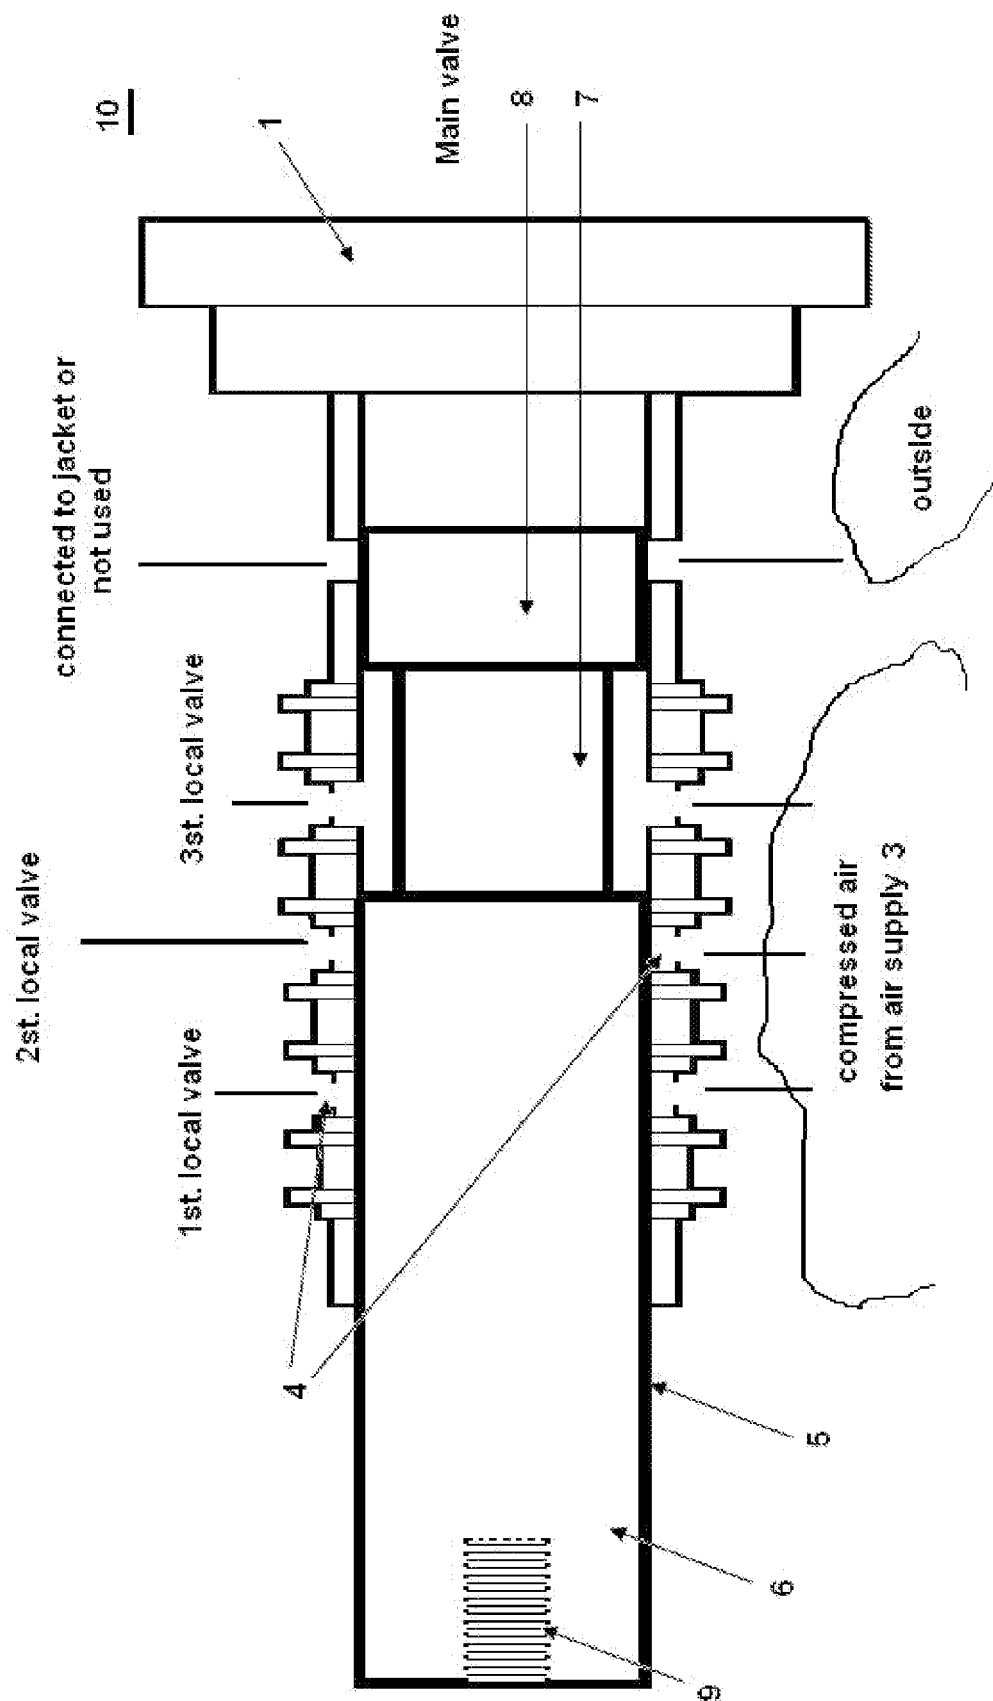 10
1
Main valve
8
7
connected to jacket or
not used
outside
3st. local valve
2st. local valve
1st. local valve
compressed air
from air supply 3
4
5
6
9